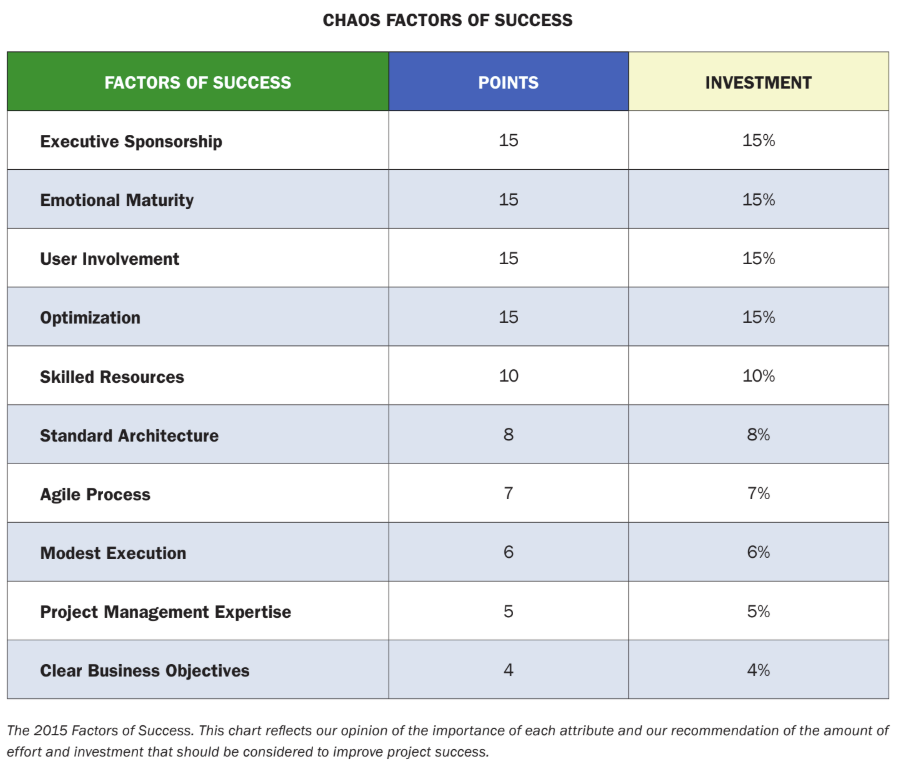 CHAOS FACTORS OF SUCCESS
FACTORS OF SUCCESS POINTS INVESTMENT
Executive Sponsorship 15 15%
Emotional Maturity 15 15%
User Involvement 15 15%
Optimization 15 15%
Skilled Resources 10 10%
Standard Architecture 8 8%
Agile Process 7 7%
Modest Execution 6 6%
Project Management Expertise 5 5%
Clear Business Objectives 4 4%
The 2015 Factors of Success. This chart reflects our opinion of the importance of each attribute and our recommendation of the amount of
effort and investment that should be considered to improve project success.